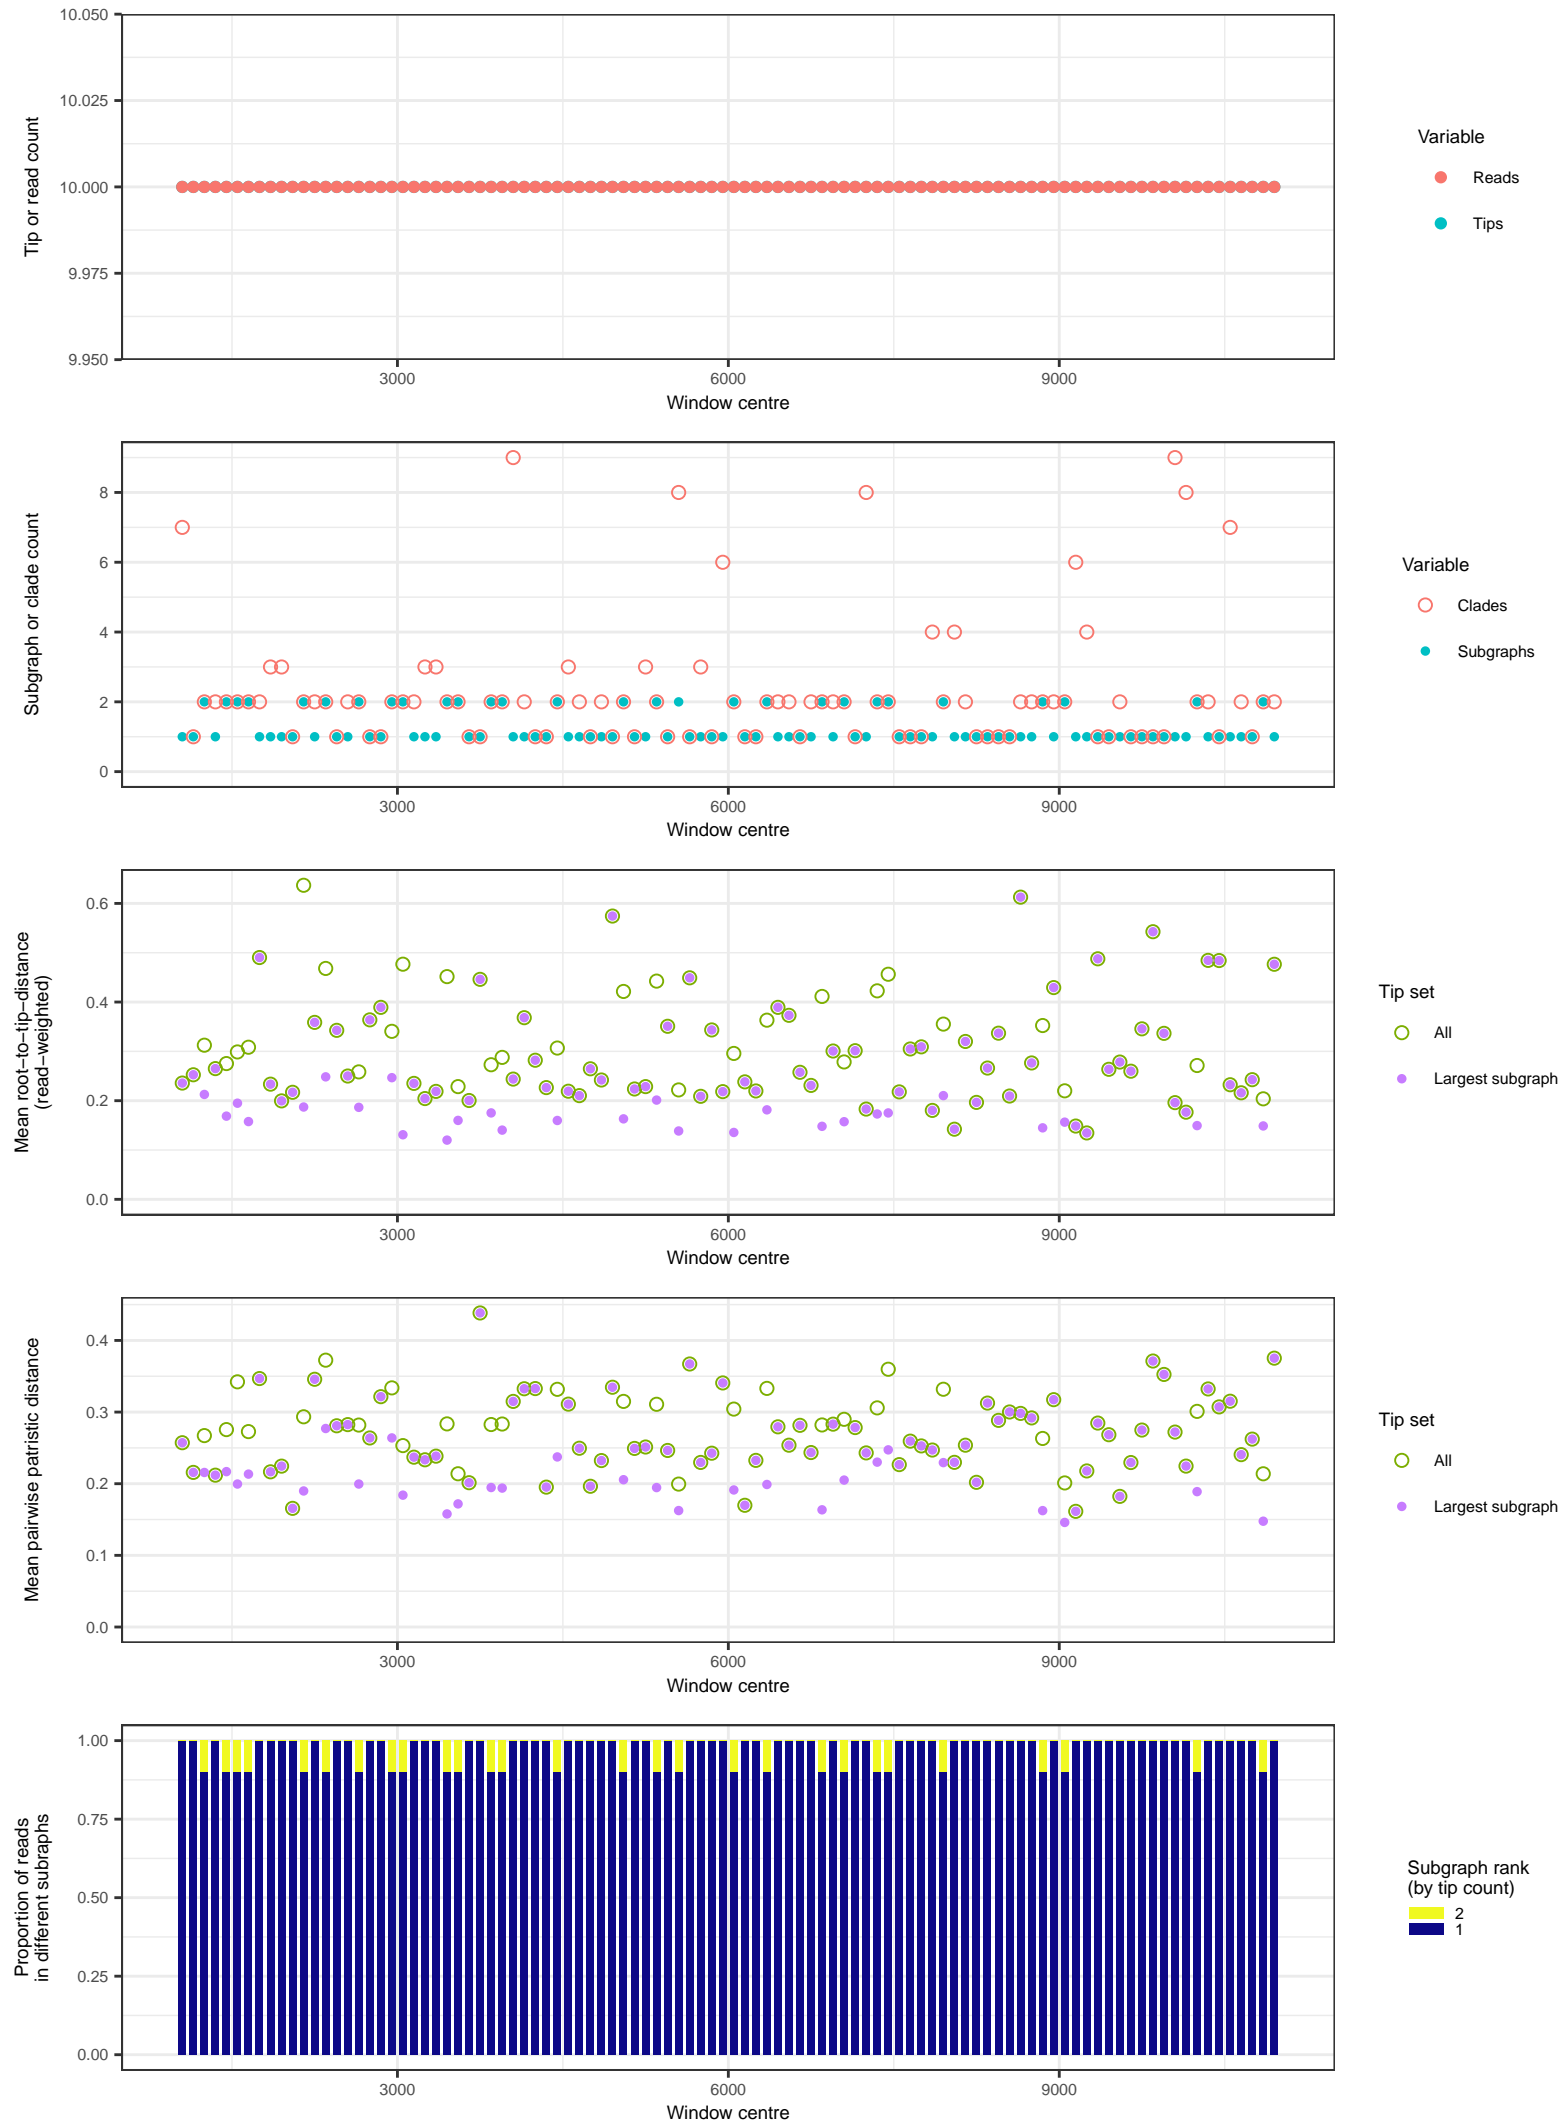 10.050
10.025
10.000
9.975
9.950
Tip or read count
3000 6000 9000
Window centre
Variable
Reads
Tips
8
6
4
2
0
Subgraph or clade count
3000 6000 9000
Window centre
Variable
Clades
Subgraphs
0.6
0.4
0.2
0.0
Mean root−to−tip−distance
(read−weighted)
3000 6000 9000
Window centre
Tip set
All
Largest subgraph
0.4
0.3
0.2
0.1
0.0
Mean pairwise patristic distance
3000 6000 9000
Window centre
Tip set
All
Largest subgraph
1.00
0.75
0.50
0.25
0.00
Proportion of reads
in different subraphs
3000 6000 9000
Window centre
Subgraph rank
(by tip count)
2
1